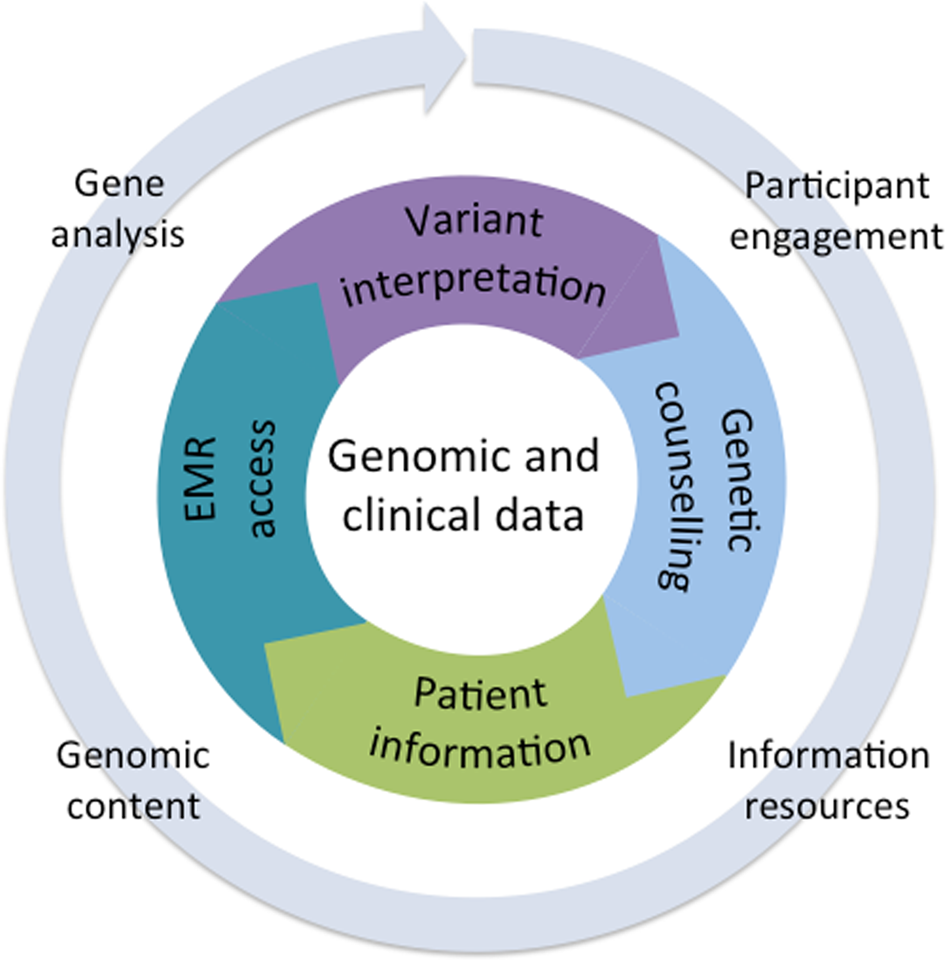 Gene
analysis
Participant
engagement
Variant
interpretation
EMR
access
Genomic and
clinical data
Genetic
counselling
Patient
information
Genomic
content
Information
resources